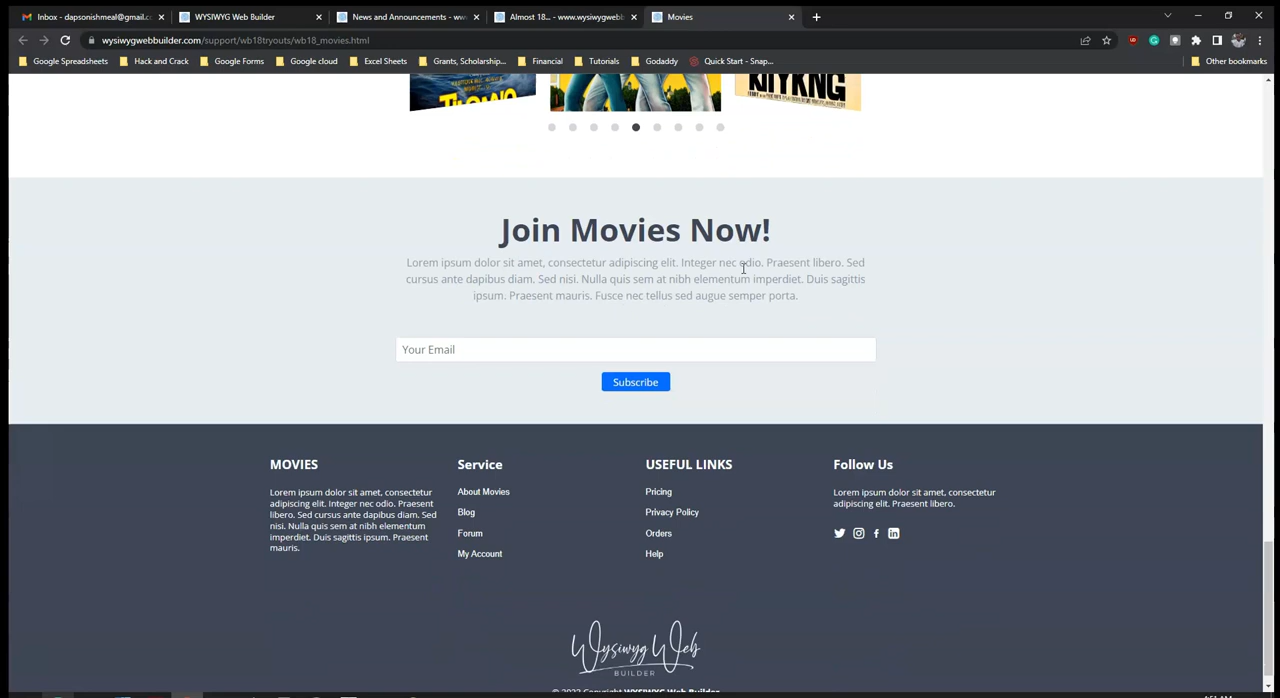 Inbox - dapsonishmeal@gmail.cc
WYSIWYG Web Builder
News and Announcements - www
Almost 18... - www.wysiwygwebb
Movies
wysiwygwebbuilder.com/support/wb18tryouts/wb18_movies.html
Google Spreadsheets
Hack and Crack
Google Forms
Google cloud
Excel Sheets
Grants, Scholarship...
Financial
Tutorials
Godaddy
Quick Start - Snap...
Other bookmarks
Join Movies Now!
Lorem ipsum dolor sit amet, consectetur adipiscing elit. Integer nec odio. Praesent libero. Sed
cursus ante dapibus diam. Sed nisi. Nulla quis sem at nibh elementum imperdiet. Duis sagittis
ipsum. Praesent mauris. Fusce nec tellus sed augue semper porta.
Your Email
Subscribe
MOVIES
Lorem ipsum dolor sit amet, consectetur
adipiscing elit. Integer nec odio. Praesent
libero. Sed cursus ante dapibus diam. Sed
nisi. Nulla quis sem at nibh elementum
imperdiet. Duis sagittis ipsum. Praesent
mauris.
Service
About Movies
Blog
Forum
My Account
USEFUL LINKS
Pricing
Privacy Policy
Orders
Help
Follow Us
Lorem ipsum dolor sit amet, consectetur
adipiscing elit. Praesent libero.
Wysiwyg Web
BUILDER
© 2022 Copyright WYSIWYG Web Builder